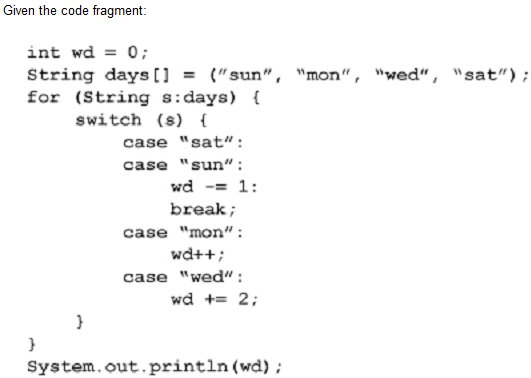 Given the code fragment:
int wd = 0;
String days[] = ("sun", "mon", "wed", "sat");
for (String s:days) {
switch (s) {
case "sat":
case "sun":
wd -= 1:
break;
case "mon":
wd++;
case "wed":
wd += 2;
}
}
System.out.println(wd);